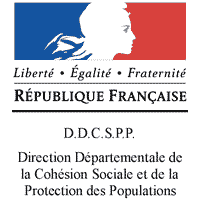 Liberté • Égalité • Fraternité
RÉPUBLIQUE FRANÇAISE
D.D.C.S.P.P.
Direction Départementale de
la Cohésion Sociale et de la
Protection des Populations